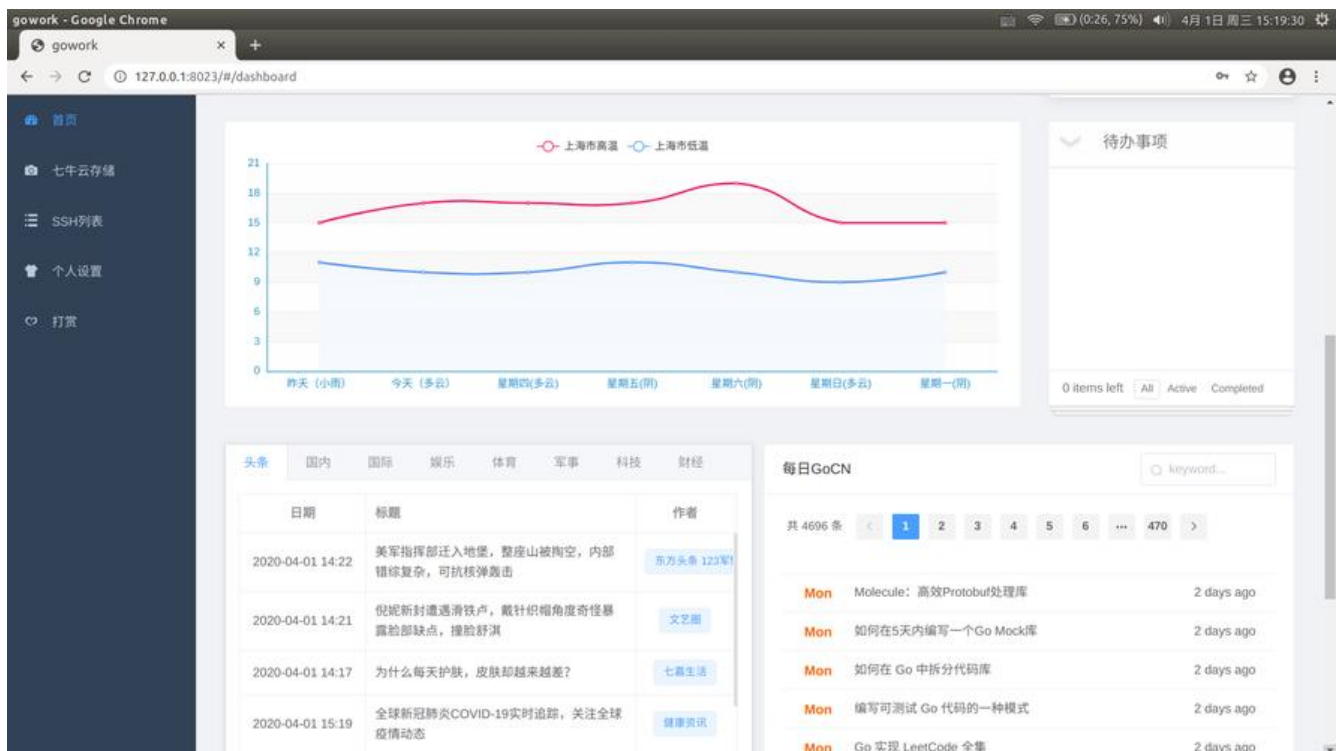 gowork - Google Chrome
(0:26, 75%) 4月 1日 周三 15:19:30
gowork
127.0.0.1:8023/#/dashboard
首页
七牛云存储
SSH列表
个人设置
打赏
上海市高温 上海市低温
21
18
15
12
9
6
3
0
昨天 (小雨) 今天 (多云) 星期四(多云) 星期五(阴) 星期六(阴) 星期日(多云) 星期一(阴)
待办事项
0 items left All Active Completed
头条 国内 国际 娱乐 体育 军事 科技 财经
日期 标题 作者
2020-04-01 14:22 美军指挥部迁入地堡，整座山被掏空，内部 东方头条 123军
错综复杂，可抗核弹轰击
2020-04-01 14:21 倪妮新封遭遇滑铁卢，戴针织帽角度奇怪暴 文艺圈
露脸部缺点，撞脸舒淇
2020-04-01 14:17 为什么每天护肤，皮肤却越来越差? 七嘉生活
2020-04-01 15:19 全球新冠肺炎COVID-19实时追踪，关注全球 健康资讯
疫情动态
每日GoCN keyword...
共 4696 条 < 1 2 3 4 5 6 ••• 470 >
Mon Molecule：高效Protobuf处理库 2 days ago
Mon 如何在5天内编写一个Go Mock库 2 days ago
Mon 如何在 Go 中拆分代码库 2 days ago
Mon 编写可测试 Go 代码的一种模式 2 days ago
Mon Go 实现 LeetCode 全集 2 days ago